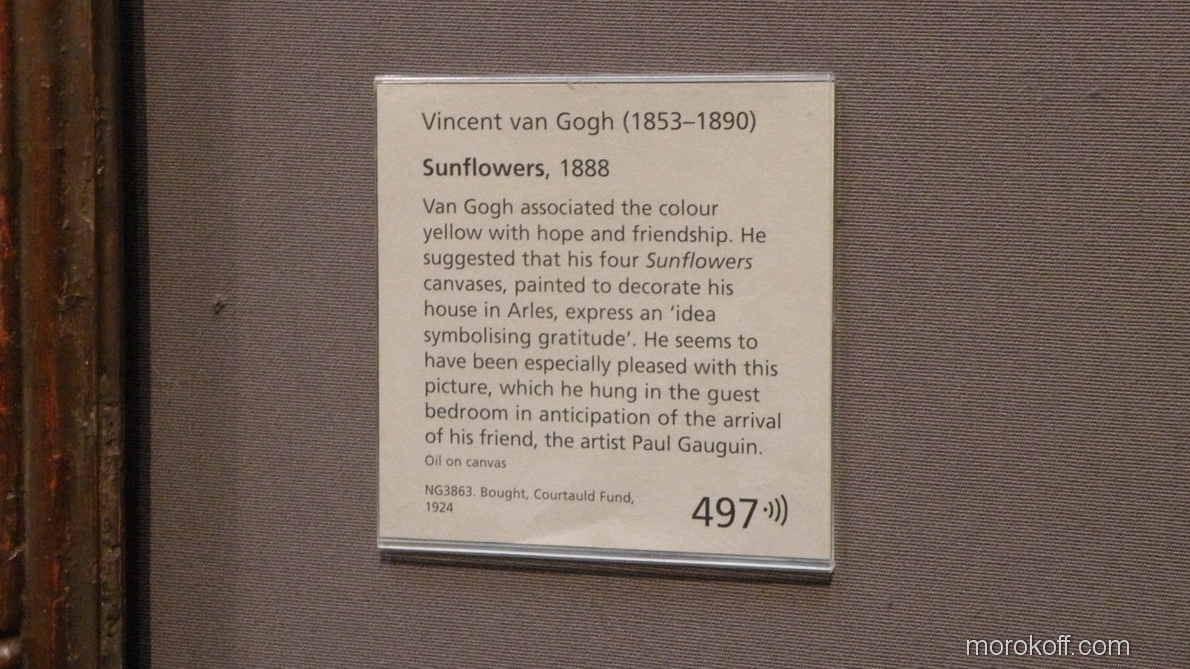 Vincent van Gogh (1853–1890)
Sunflowers, 1888
Van Gogh associated the colour
yellow with hope and friendship. He
suggested that his four Sunflowers
canvases, painted to decorate his
house in Arles, express an ‘idea
symbolising gratitude’. He seems to
have been especially pleased with this
picture, which he hung in the guest
bedroom in anticipation of the arrival
of his friend, the artist Paul Gauguin.
Oil on canvas
NG3863. Bought, Courtauld Fund,
1924
497
morokoff.com